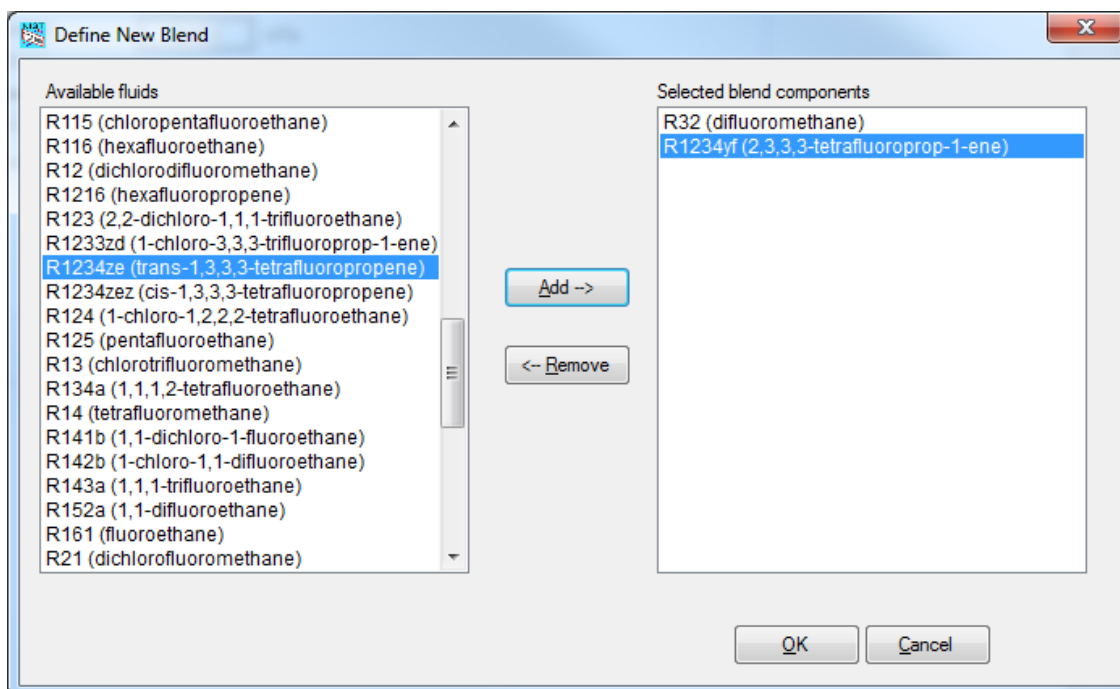 Define New Blend
X
Available fluids
R115 (chloropentafluoroethane)
R116 (hexafluoroethane)
R12 (dichlorodifluoromethane)
R1216 (hexafluoropropene)
R123 (2,2-dichloro-1,1,1-trifluoroethane)
R1233zd (1-chloro-3,3,3-trifluoroprop-1-ene)
R1234ze (trans-1,3,3,3-tetrafluoropropene)
R1234zez (cis-1,3,3,3-tetrafluoropropene)
R124 (1-chloro-1,2,2,2-tetrafluoroethane)
R125 (pentafluoroethane)
R13 (chlorotrifluoromethane)
R134a (1,1,1,2-tetrafluoroethane)
R14 (tetrafluoromethane)
R141b (1,1-dichloro-1-fluoroethane)
R142b (1-chloro-1,1-difluoroethane)
R143a (1,1,1-trifluoroethane)
R152a (1,1-difluoroethane)
R161 (fluoroethane)
R21 (dichlorofluoromethane)
Add -->
<-- Remove
Selected blend components
R32 (difluoromethane)
R1234yf (2,3,3,3-tetrafluoroprop-1-ene)
OK
Cancel